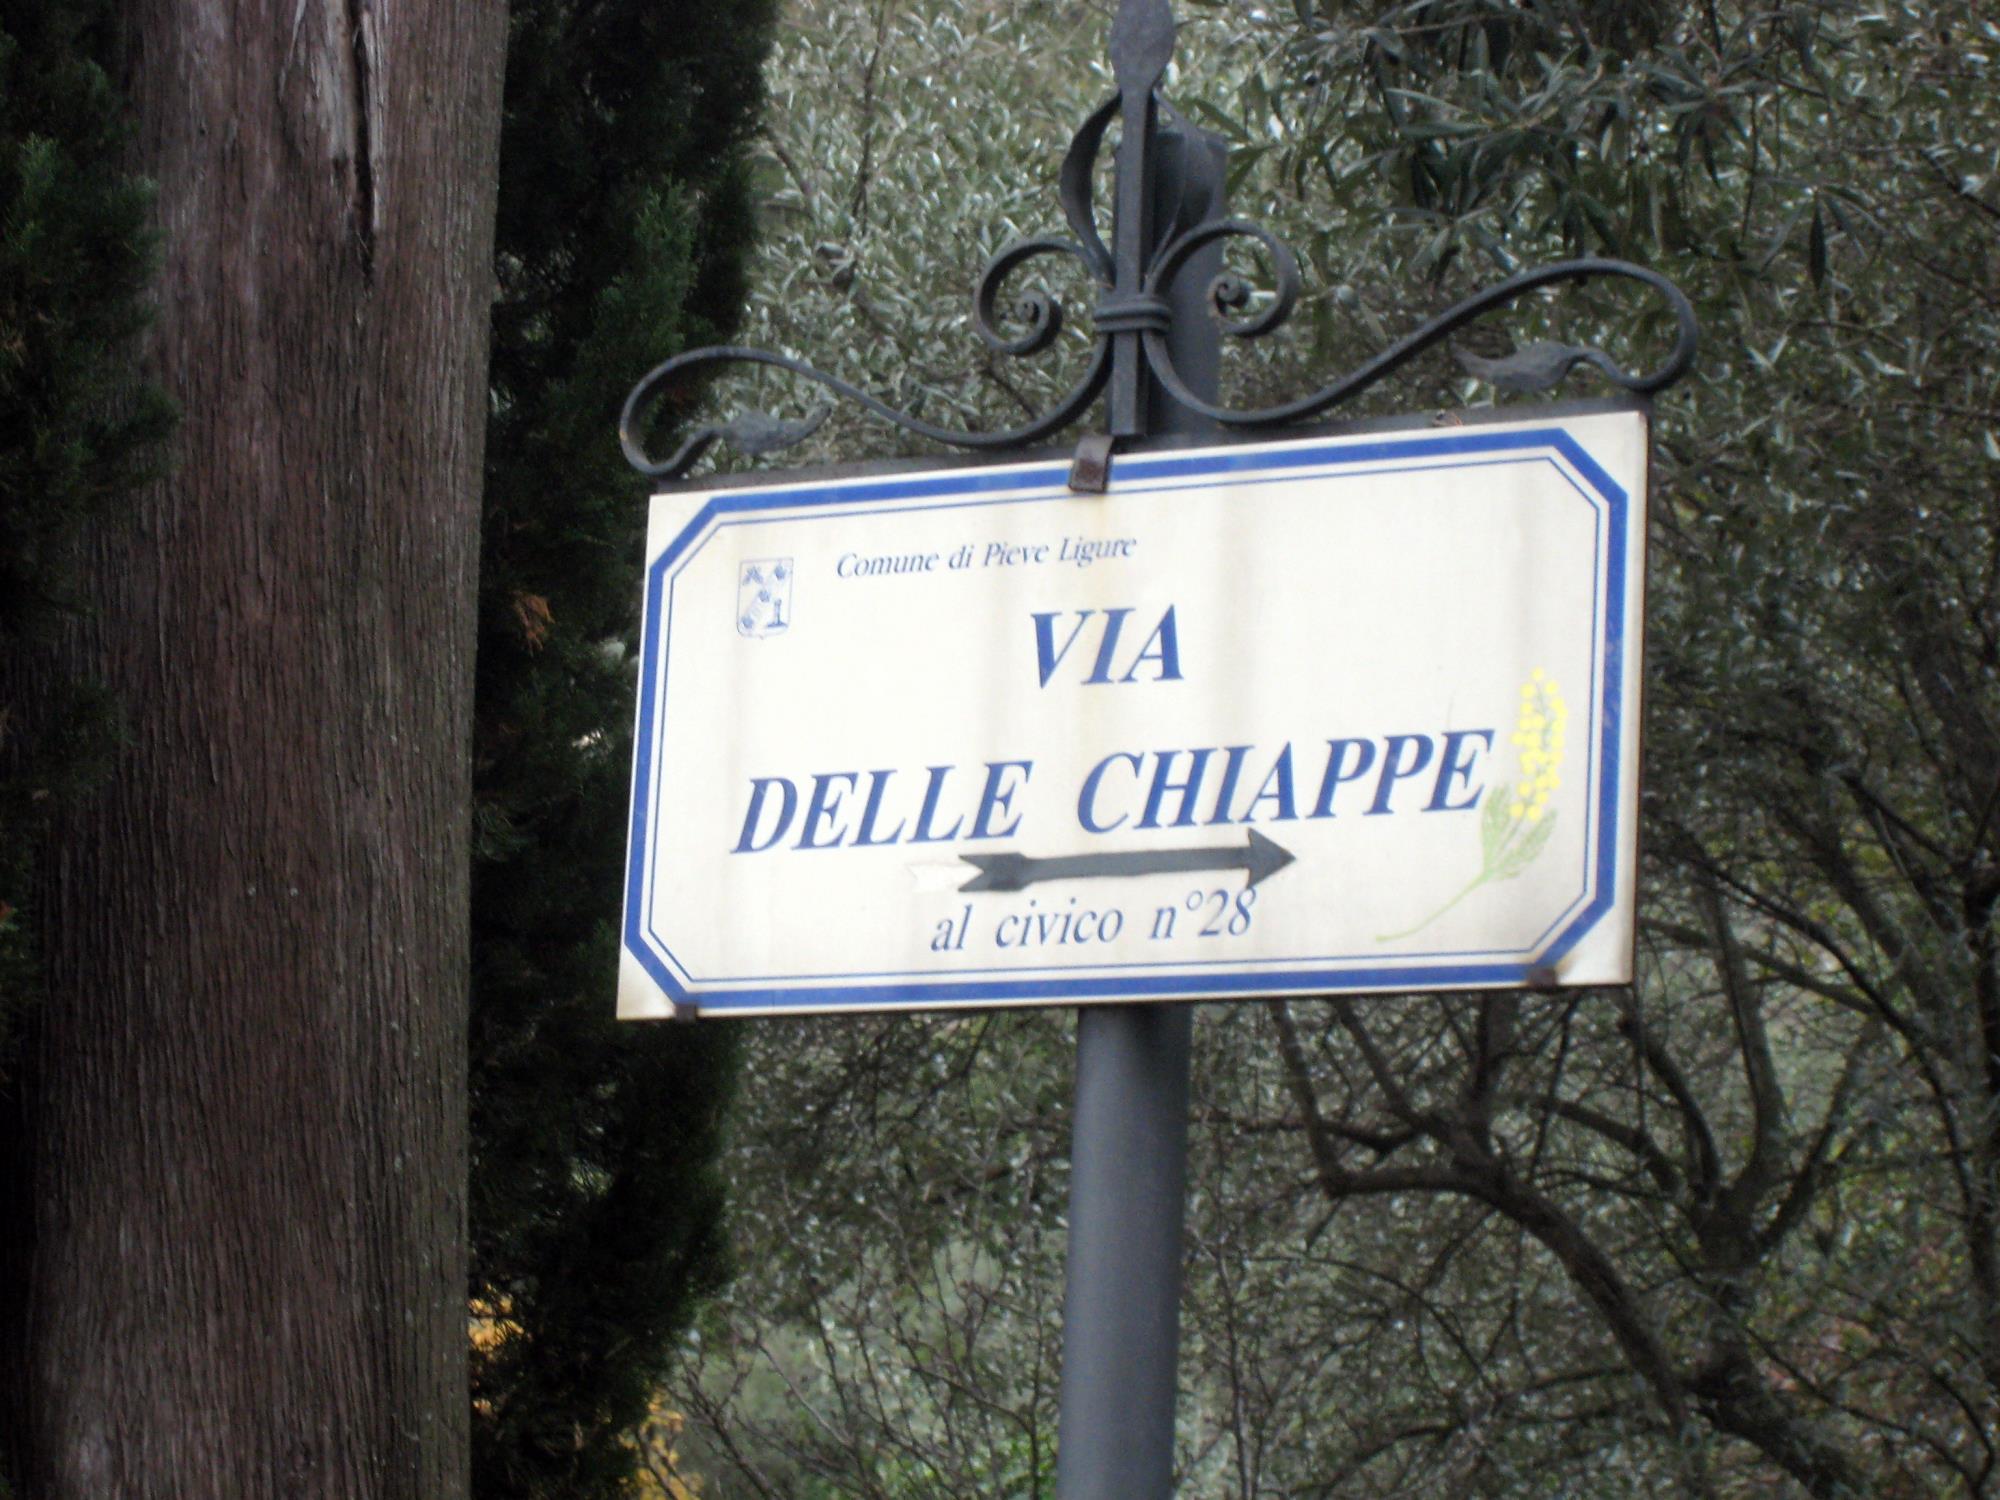 Comune di Pieve Ligure
VIA
DELLE CHIAPPE
al civico n°28